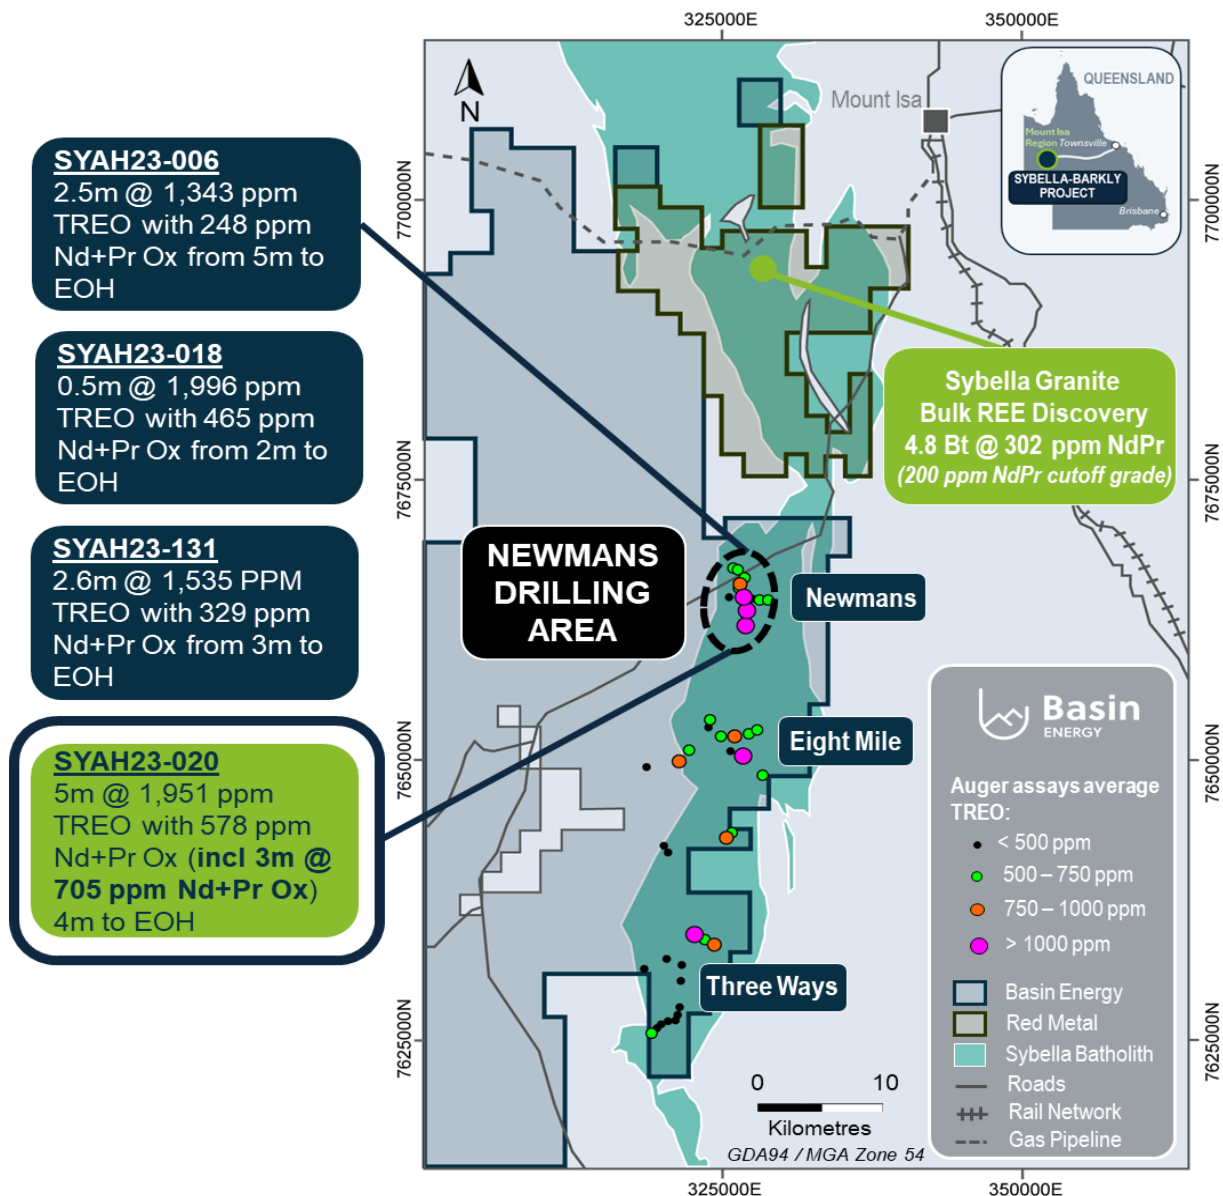 325000E
350000E
Mount Isa
N
QUEENSLAND
Mount Isa
Region
Townsville
SYBELLA-BARKLY
PROJECT
Brisbane
SYAH23-006
2.5m @ 1,343 ppm
TREO with 248 ppm
Nd+Pr Ox from 5m to
EOH
SYAH23-018
0.5m @ 1,996 ppm
TREO with 465 ppm
Nd+Pr Ox from 2m to
EOH
SYAH23-131
2.6m @ 1,535 PPM
TREO with 329 ppm
Nd+Pr Ox from 3m to
EOH
SYAH23-020
5m @ 1,951 ppm
TREO with 578 ppm
Nd+Pr Ox (incl 3m @
705 ppm Nd+Pr Ox)
4m to EOH
7700000N
7675000N
7650000N
7625000N
Sybella Granite
Bulk REE Discovery
4.8 Bt @ 302 ppm NdPr
(200 ppm NdPr cutoff grade)
NEWMANS
DRILLING
AREA
Newmans
Eight Mile
Three Ways
Basin
ENERGY
Auger assays average
TREO:
< 500 ppm
500 – 750 ppm
750 – 1000 ppm
> 1000 ppm
Basin Energy
Red Metal
Sybella Batholith
Roads
Rail Network
Gas Pipeline
0 10
Kilometres
GDA94 / MGA Zone 54
7700000N
7675000N
7650000N
7625000N
325000E
350000E